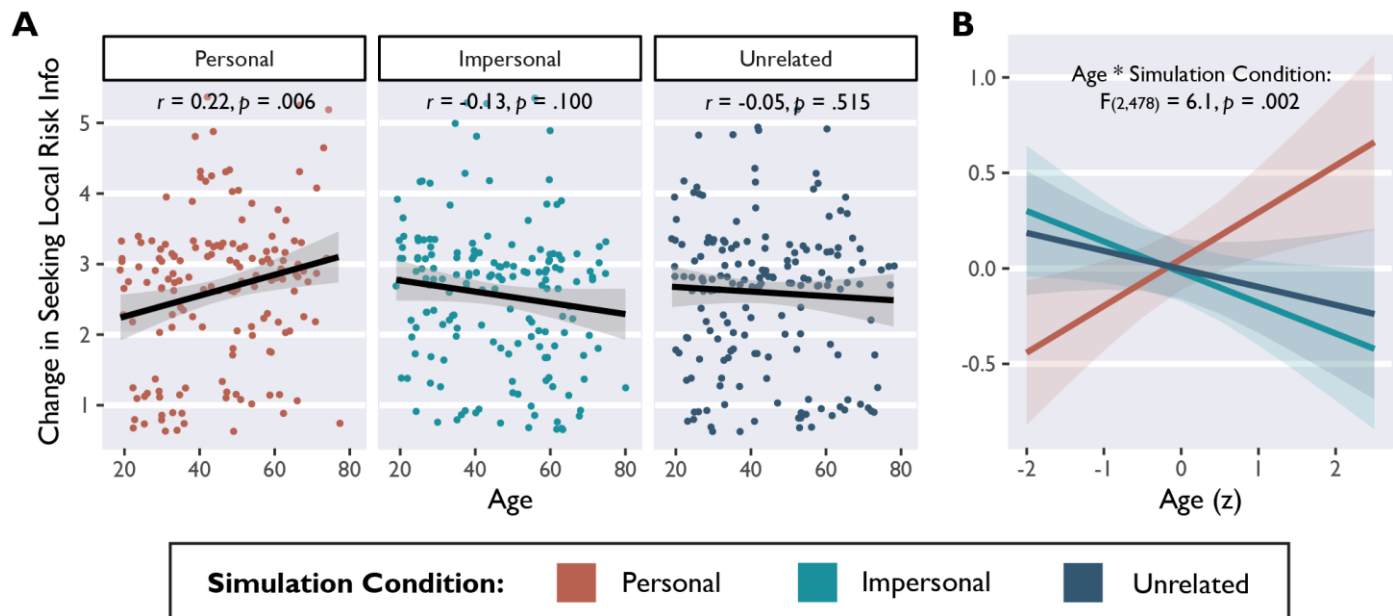 A
B
Personal
Impersonal
Unrelated
r = 0.22, p = .006
r = -0.13, p = .100
r = -0.05, p = .515
Age * Simulation Condition:
F(2,478) = 6.1, p = .002
Change in Seeking Local Risk Info
5
4
3
2
1
20 40 60 80
20 40 60 80
20 40 60 80
Age
1.0
0.5
0.0
-0.5
-2 -1 0 1 2
Age (z)
Simulation Condition: Personal Impersonal Unrelated